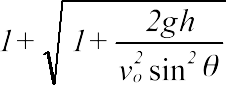 1 + √(1 + 2gh / v₀² sin² θ)